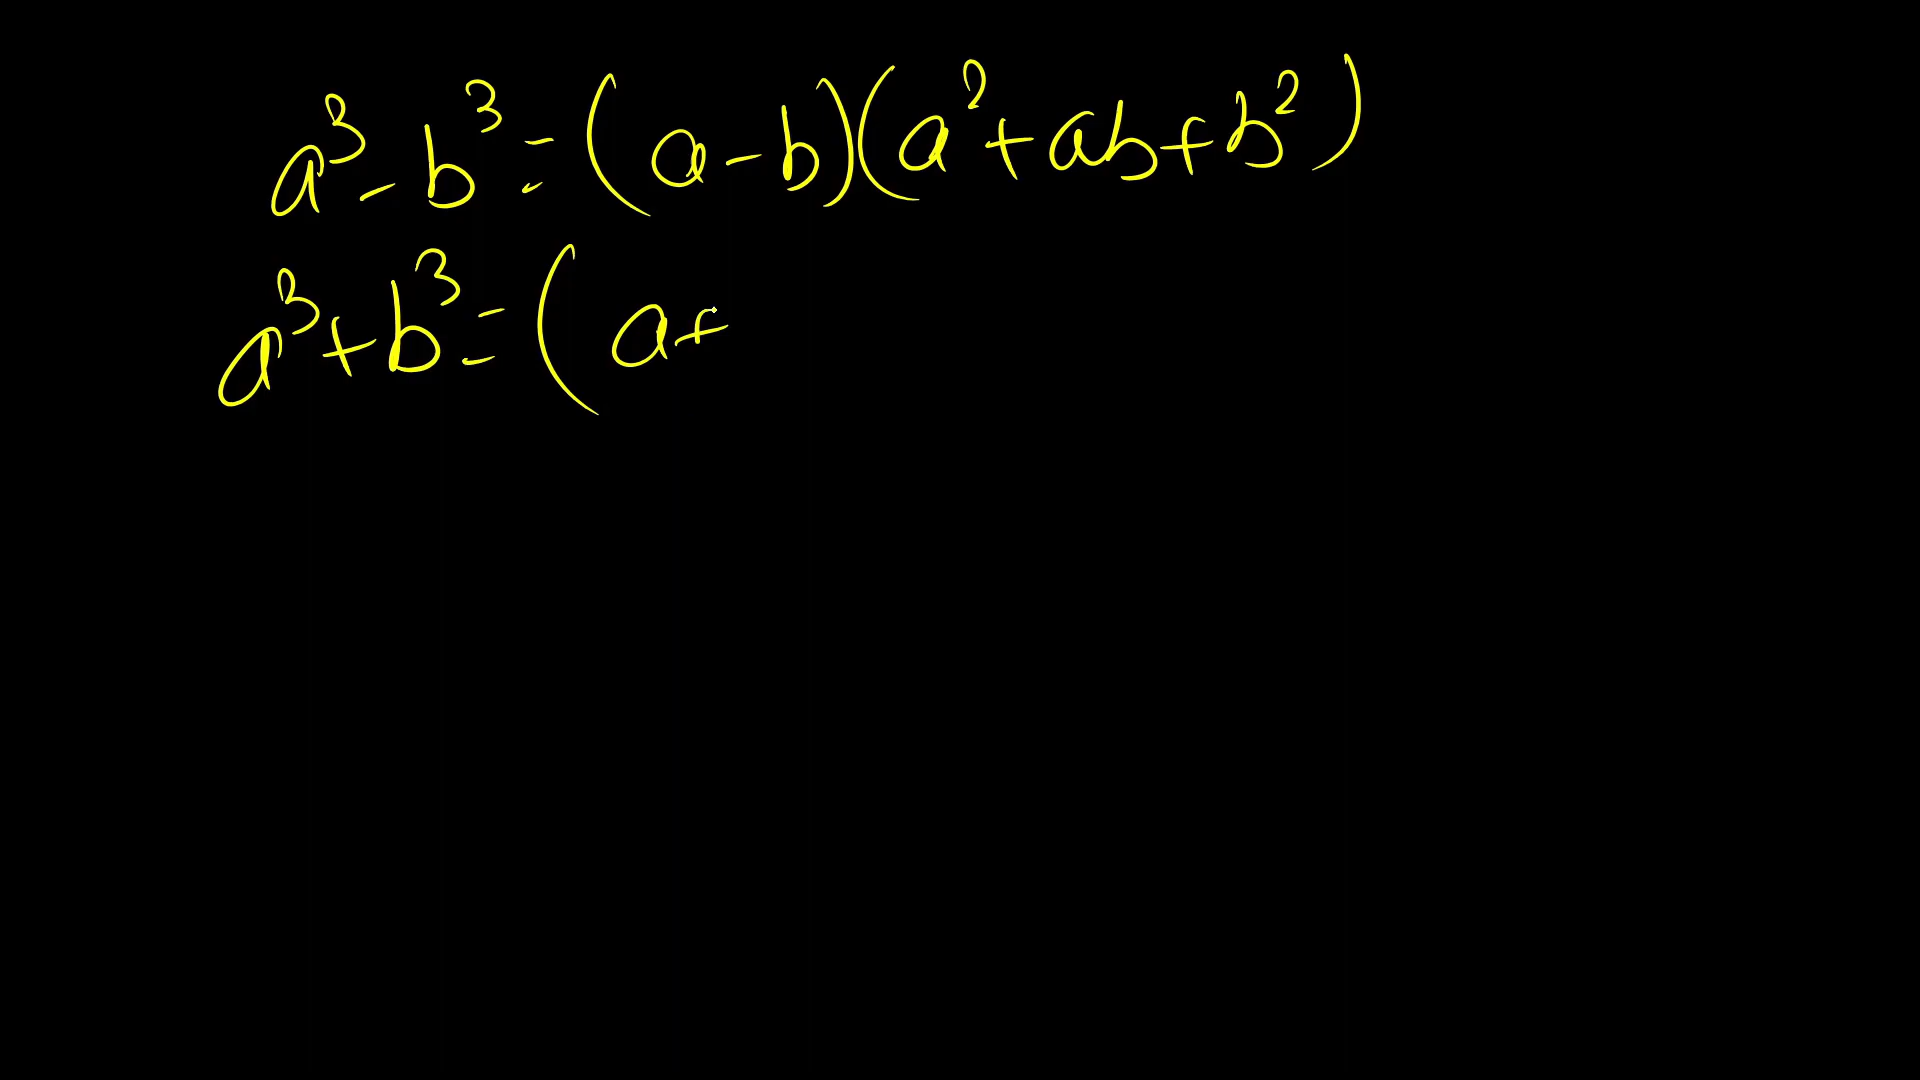 a³ - b³ = (a - b)(a² + ab + b²)
a³ + b³ = (a +